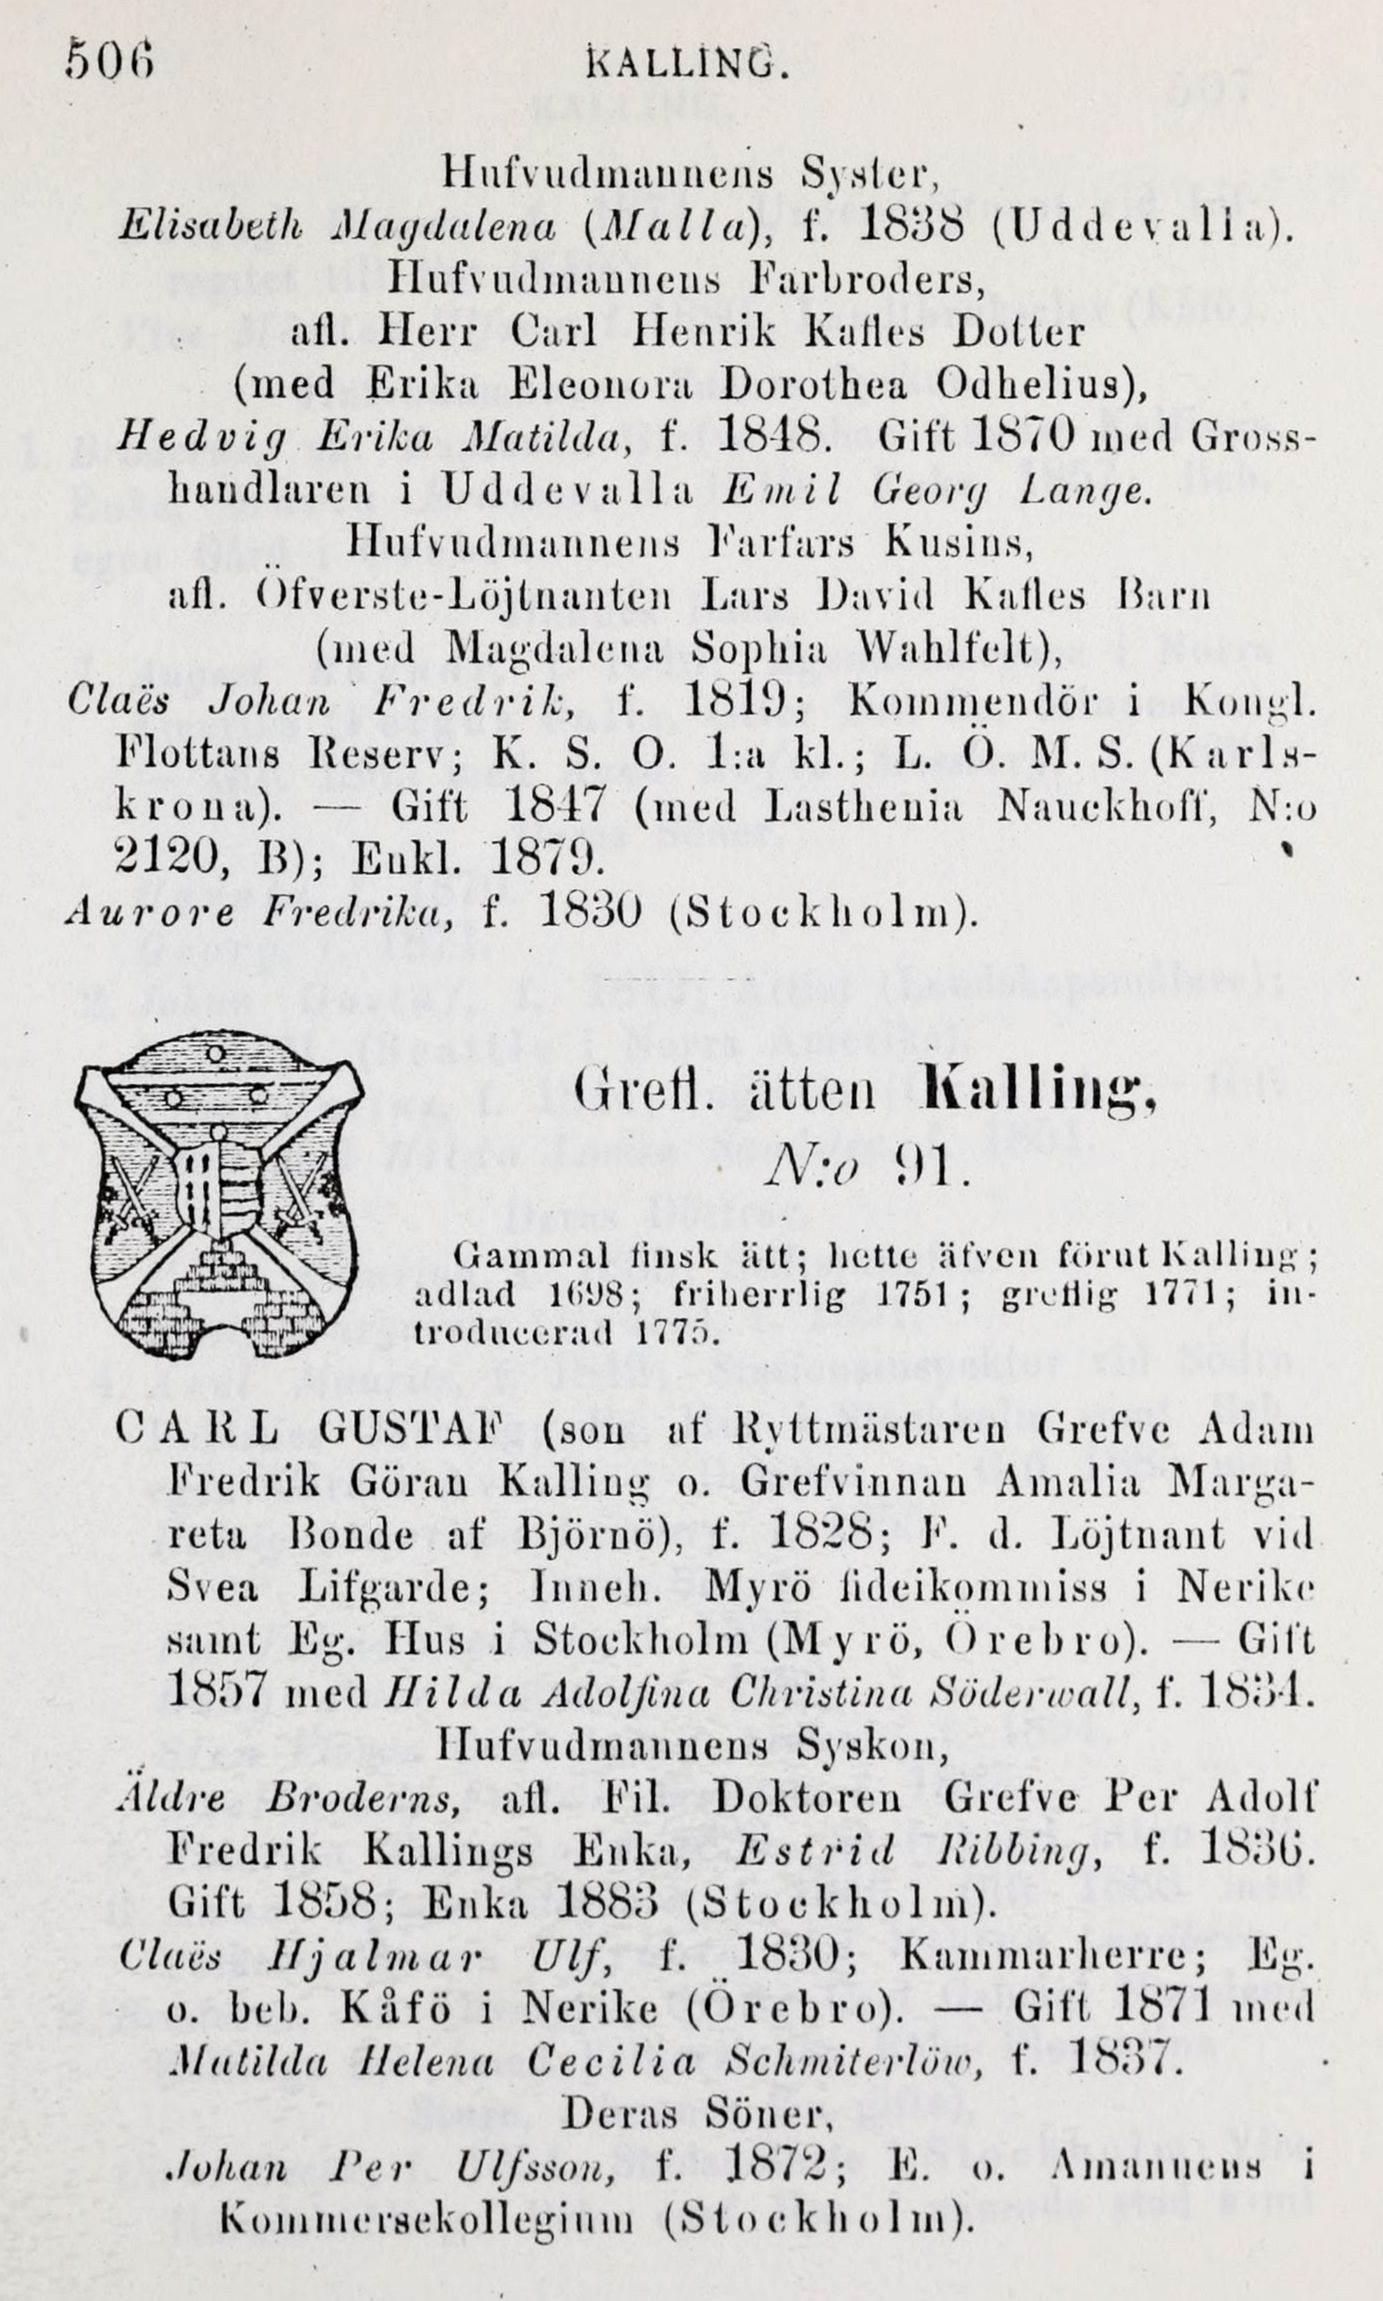 506 KALLING.
Hufvudmannens Syster,
Elisabeth Magdalena (Malla), f. 1838 (Uddevalla).
Hufvudmannens Farbroders,
afl. Herr Carl Henrik Kafles Dotter
(med Erika Eleonora Dorothea Odhelius),
Hedvig Erika Matilda, f. 1848. Gift 1870 med Gross-
handlaren i Uddevalla Emil Georg Lange.
Hufvudmannens Farfars Kusins,
afl. Öfverste-Löjtnanten Lars David Kafles Barn
(med Magdalena Sophia Wahlfelt),
Claës Johan Fredrik, f. 1819; Kommendör i Kongl.
Flottans Reserv; K. S. O. 1:a kl.; L. Ö. M. S. (Karls-
krona). — Gift 1847 (med Lasthenia Nauckhoff, N:o
2120, B); Enkl. 1879.
Aurore Fredrika, f. 1830 (Stockholm).
Grefl. ätten Kalling,
N:o 91.
Gammal finsk ätt; hette äfven förut Kalling;
adlad 1698; friherrlig 1751; greflig 1771; in-
troducerad 1775.
CARL GUSTAF (son af Ryttmästaren Grefve Adam
Fredrik Göran Kalling o. Grefvinnan Amalia Marga-
reta Bonde af Björnö), f. 1828; F. d. Löjtnant vid
Svea Lifgarde; Inneh. Myrö fideikommiss i Nerike
samt Eg. Hus i Stockholm (Myrö, Örebro). — Gift
1857 med Hilda Adolfina Christina Söderwall, f. 1834.
Hufvudmannens Syskon,
Äldre Broderns, afl. Fil. Doktoren Grefve Per Adolf
Fredrik Kallings Enka, Estrid Ribbing, f. 1836.
Gift 1858; Enka 1883 (Stockholm).
Claës Hjalmar Ulf, f. 1830; Kammarherre; Eg.
o. beb. Kåfö i Nerike (Örebro). — Gift 1871 med
Matilda Helena Cecilia Schmiterlöw, f. 1837.
Deras Söner,
Johan Per Ulfsson, f. 1872; E. o. Amanuens i
Kommersekollegium (Stockholm).